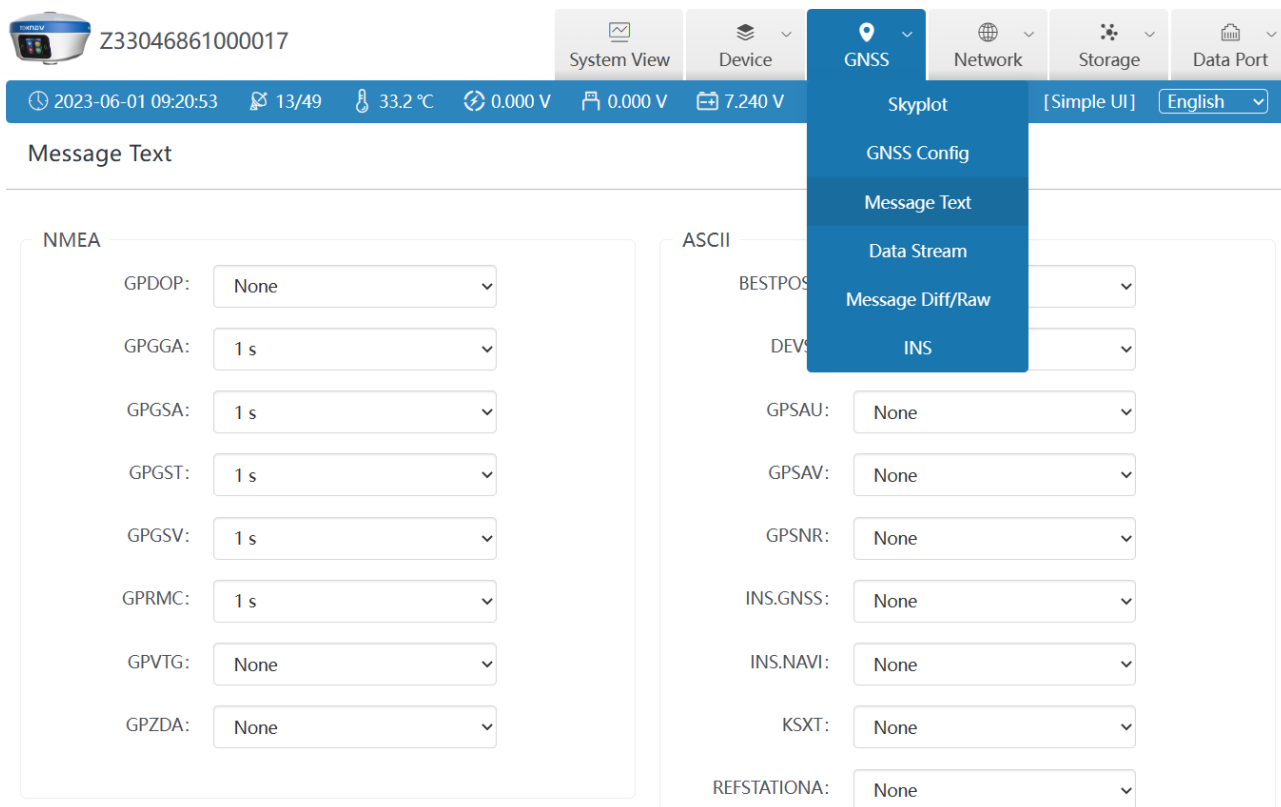 TOKNAV
Z33046861000017
System View
Device
GNSS
Network
Storage
Data Port
2023-06-01 09:20:53 13/49 33.2 ℃ 0.000 V 0.000 V 7.240 V [Simple UI] English
Skyplot
GNSS Config
Message Text
Data Stream
Message Diff/Raw
INS
Message Text
NMEA
GPDOP: None
GPGGA: 1 s
GPGSA: 1 s
GPGST: 1 s
GPGSV: 1 s
GPRMC: 1 s
GPVTG: None
GPZDA: None
ASCII
BESTPOS
DEVS
GPSAU: None
GPSAV: None
GPSNR: None
INS.GNSS: None
INS.NAVI: None
KSXT: None
REFSTATIONA: None